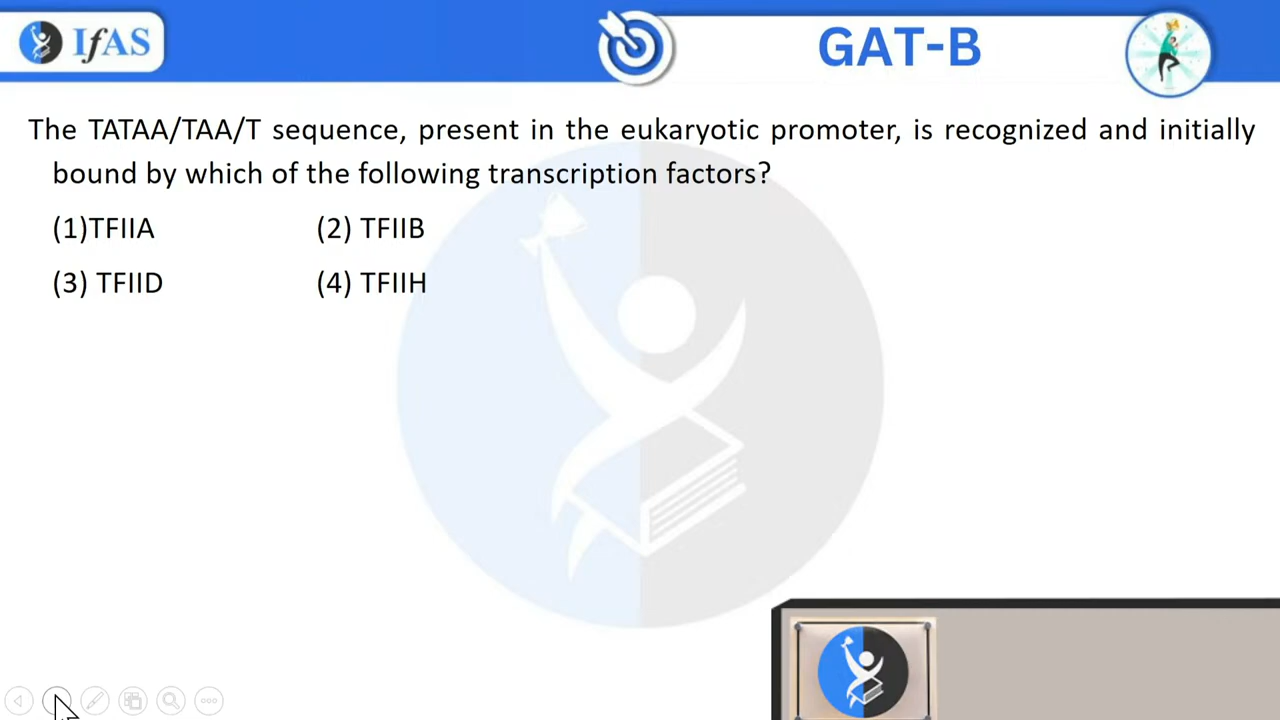 IfAS
GAT-B
The TATAA/TAA/T sequence, present in the eukaryotic promoter, is recognized and initially
bound by which of the following transcription factors?
(1)TFIIA (2) TFIIB
(3) TFIID (4) TFIIH